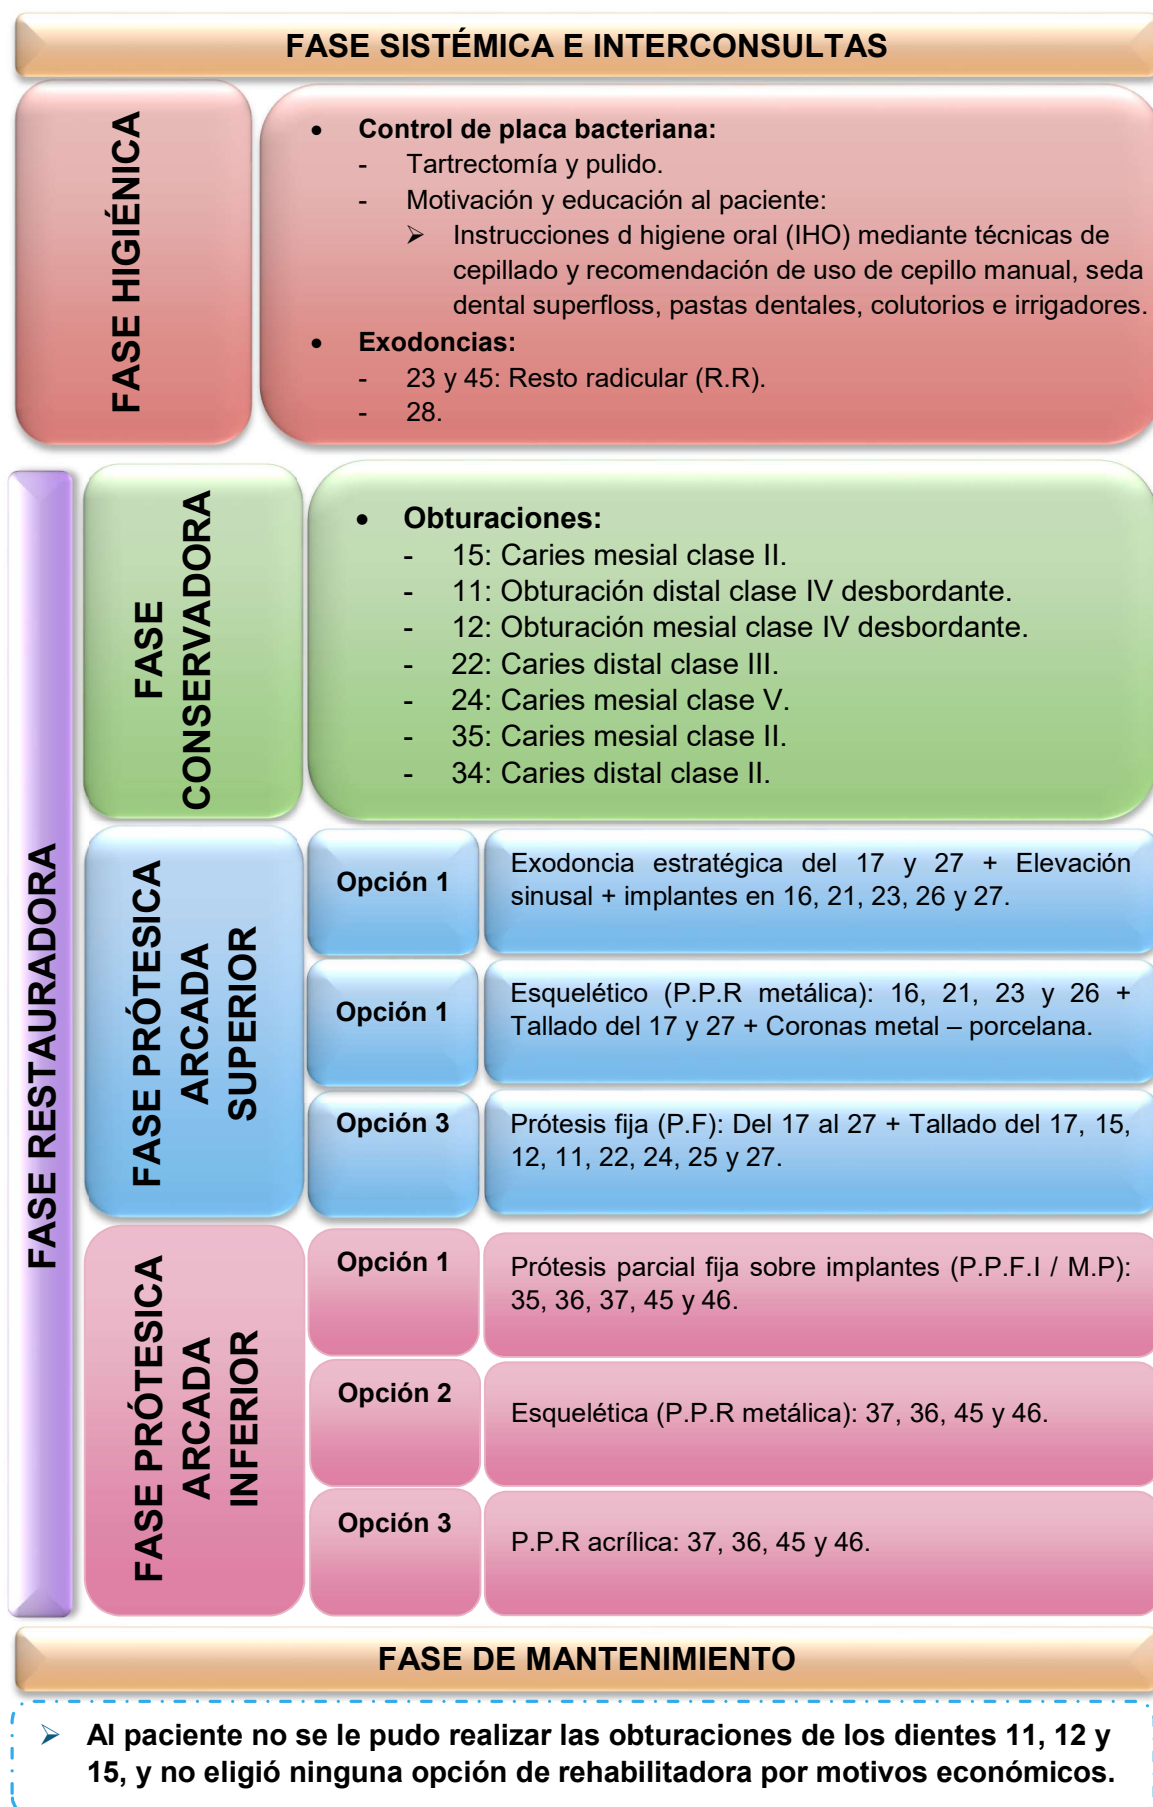 FASE SISTÉMICA E INTERCONSULTAS
FASE HIGIÉNICA
• Control de placa bacteriana:
- Tartrectomía y pulido.
- Motivación y educación al paciente:
➢ Instrucciones d higiene oral (IHO) mediante técnicas de
cepillado y recomendación de uso de cepillo manual, seda
dental superfloss, pastas dentales, colutorios e irrigadores.
• Exodoncias:
- 23 y 45: Resto radicular (R.R).
- 28.
FASE RESTAURADORA
FASE
CONSERVADORA
• Obturaciones:
- 15: Caries mesial clase II.
- 11: Obturación distal clase IV desbordante.
- 12: Obturación mesial clase IV desbordante.
- 22: Caries distal clase III.
- 24: Caries mesial clase V.
- 35: Caries mesial clase II.
- 34: Caries distal clase II.
FASE PRÓTESICA
ARCADA
SUPERIOR
Opción 1
Exodoncia estratégica del 17 y 27 + Elevación
sinusal + implantes en 16, 21, 23, 26 y 27.
Opción 1
Esquelético (P.P.R metálica): 16, 21, 23 y 26 +
Tallado del 17 y 27 + Coronas metal – porcelana.
Opción 3
Prótesis fija (P.F): Del 17 al 27 + Tallado del 17, 15,
12, 11, 22, 24, 25 y 27.
FASE PRÓTESICA
ARCADA
INFERIOR
Opción 1
Prótesis parcial fija sobre implantes (P.P.F.I / M.P):
35, 36, 37, 45 y 46.
Opción 2
Esquelética (P.P.R metálica): 37, 36, 45 y 46.
Opción 3
P.P.R acrílica: 37, 36, 45 y 46.
FASE DE MANTENIMIENTO
➢ Al paciente no se le pudo realizar las obturaciones de los dientes 11, 12 y
15, y no eligió ninguna opción de rehabilitadora por motivos económicos.